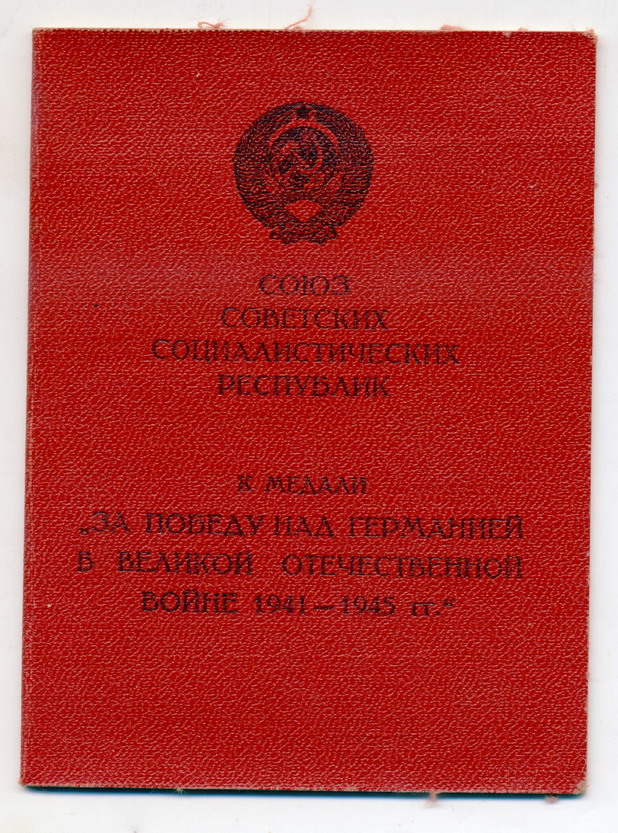 СОЮЗ
СОВЕТСКИХ
СОЦИАЛИСТИЧЕСКИХ
РЕСПУБЛИК
К МЕДАЛИ
„ЗА ПОБЕДУ НАД ГЕРМАНИЕЙ
В ВЕЛИКОЙ ОТЕЧЕСТВЕННОЙ
ВОЙНЕ 1941—1945 гг.“